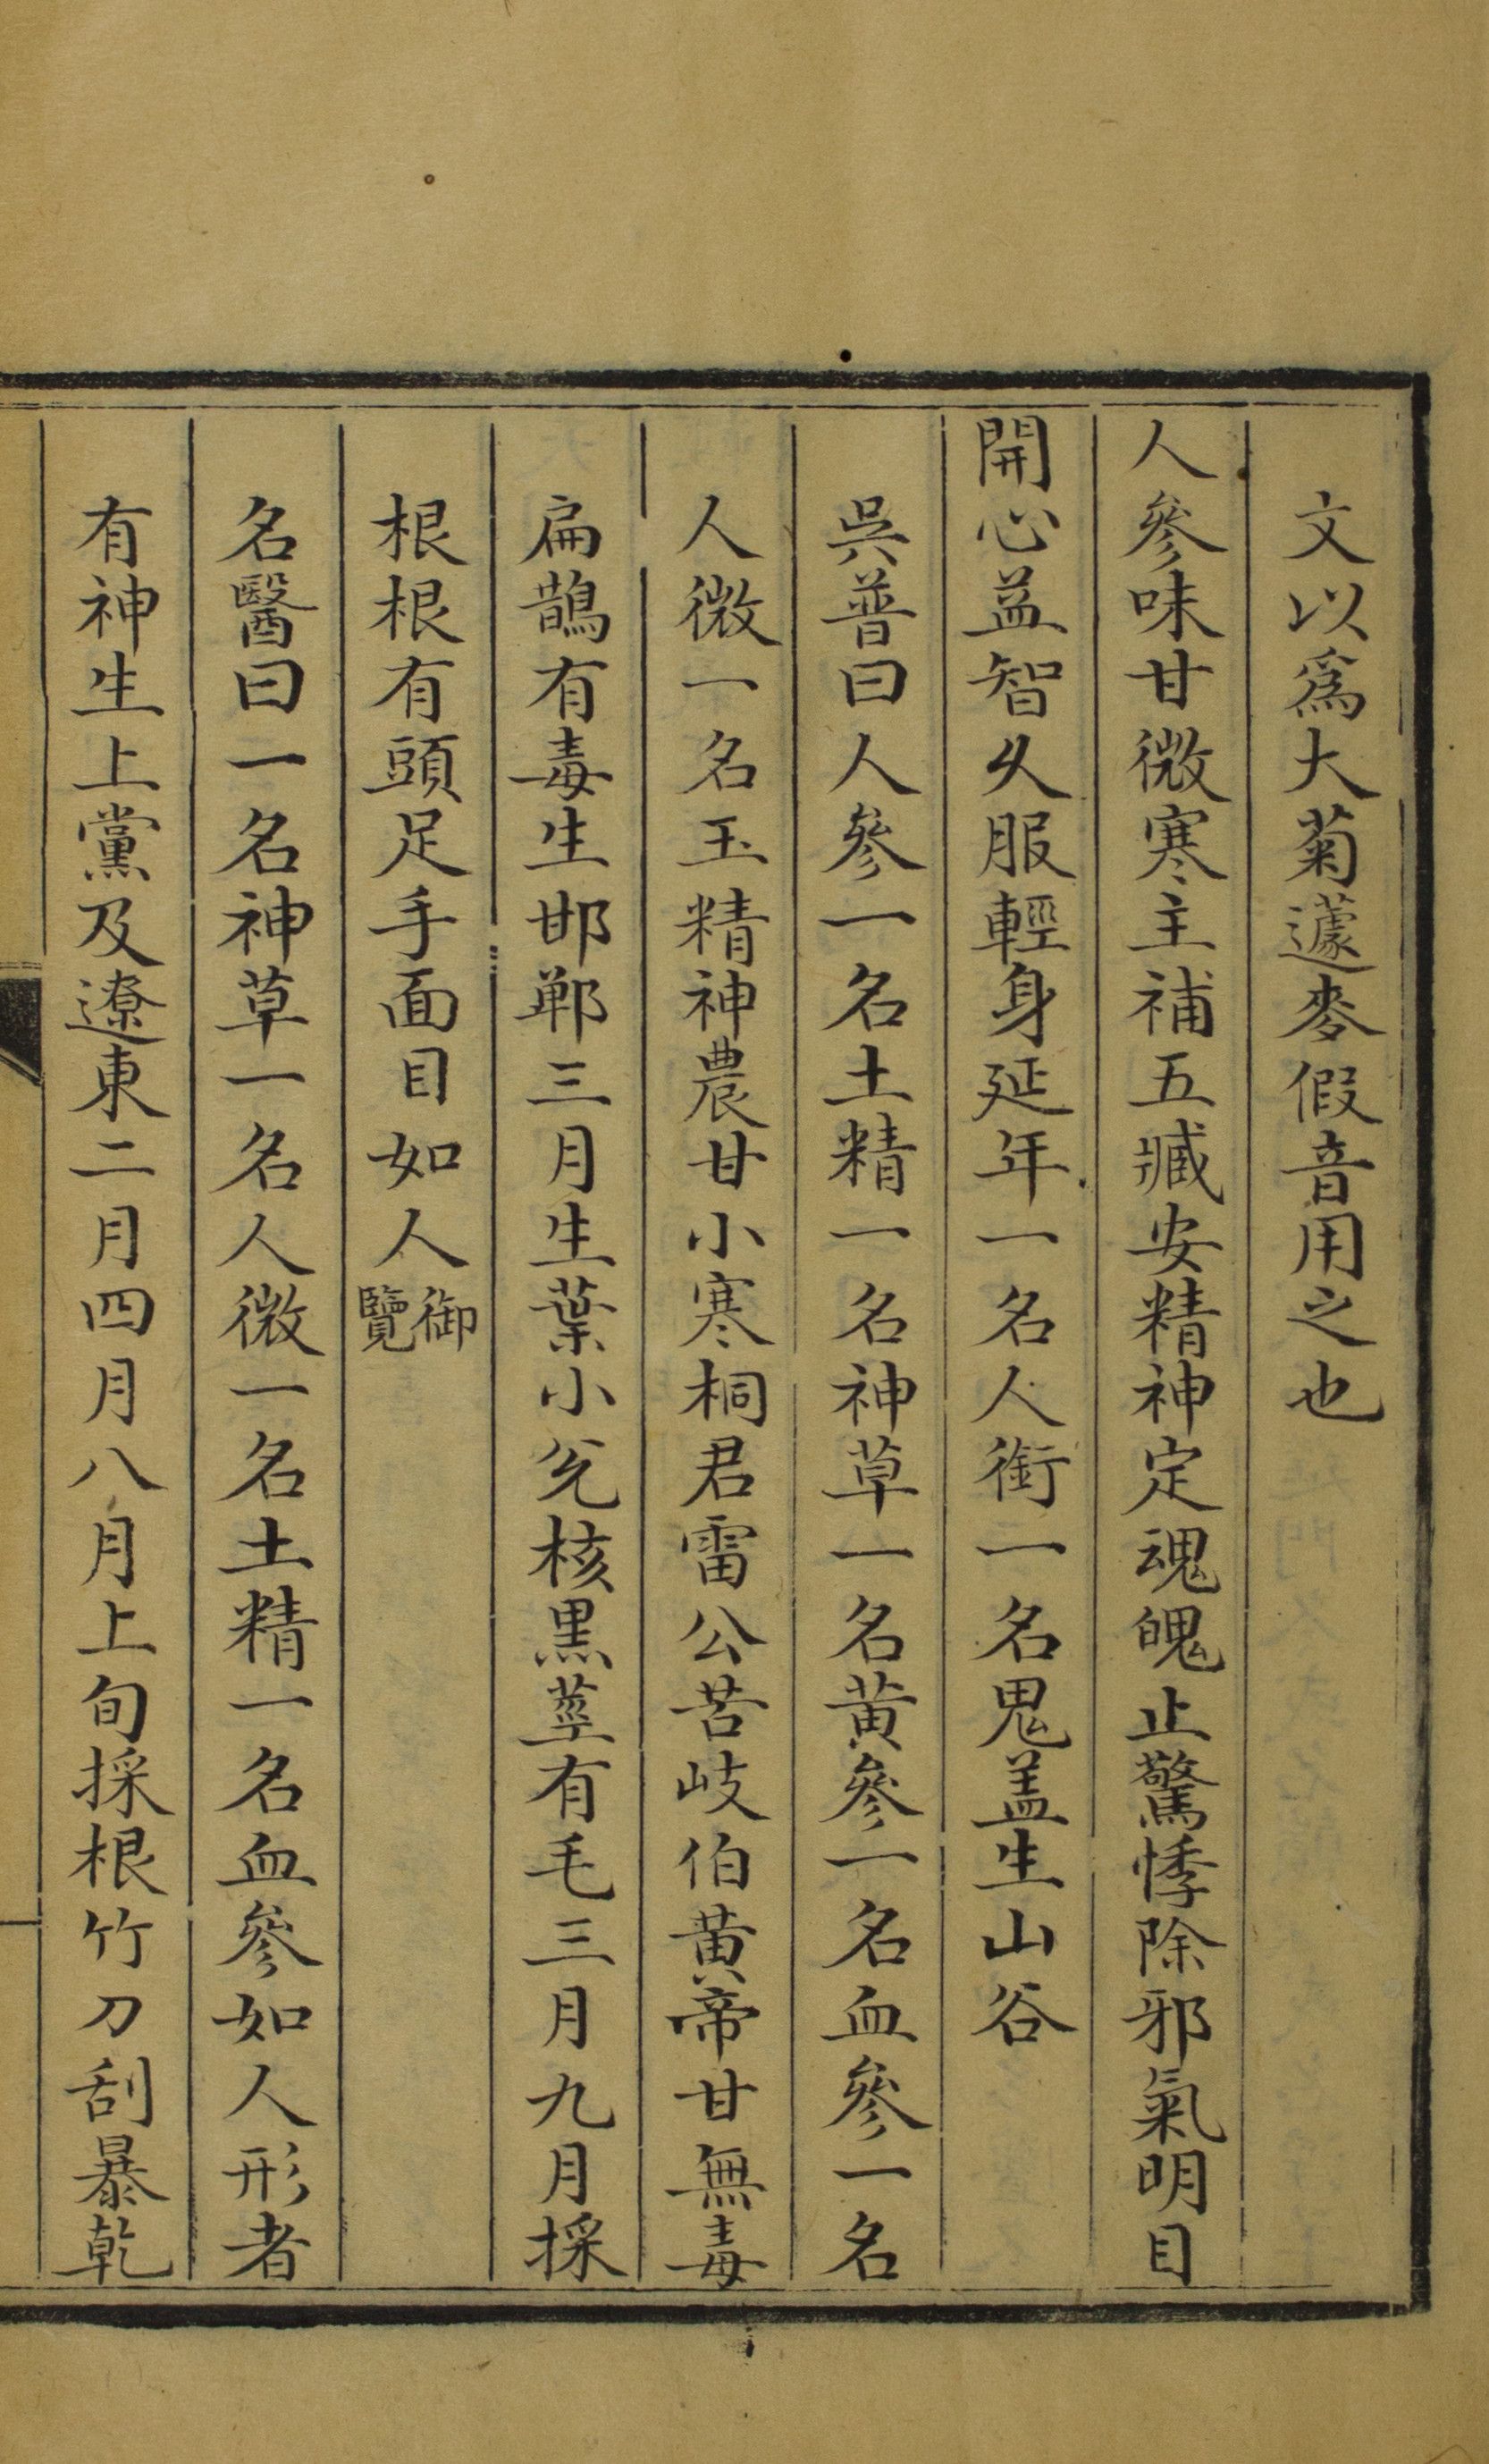 文以爲大菊蘧麥假音用之也
人參味甘微寒主補五臧安精神定魂魄止驚悸除邪氣明目
開心益智久服輕身延年一名人銜一名鬼盖生山谷
吳普曰人參一名土精一名神草一名黄參一名血參一名
人微一名玉精神農甘小寒桐君雷公苦岐伯黄帝甘無毒
扁鵲有毒生邯鄲三月生葉小兊核黒莖有毛三月九月採
根根有頭足手面目如人御覽
名醫曰一名神草一名人微一名土精一名血參如人形者
有神生上黨及遼東二月四月八月上旬採根竹刀刮暴乾